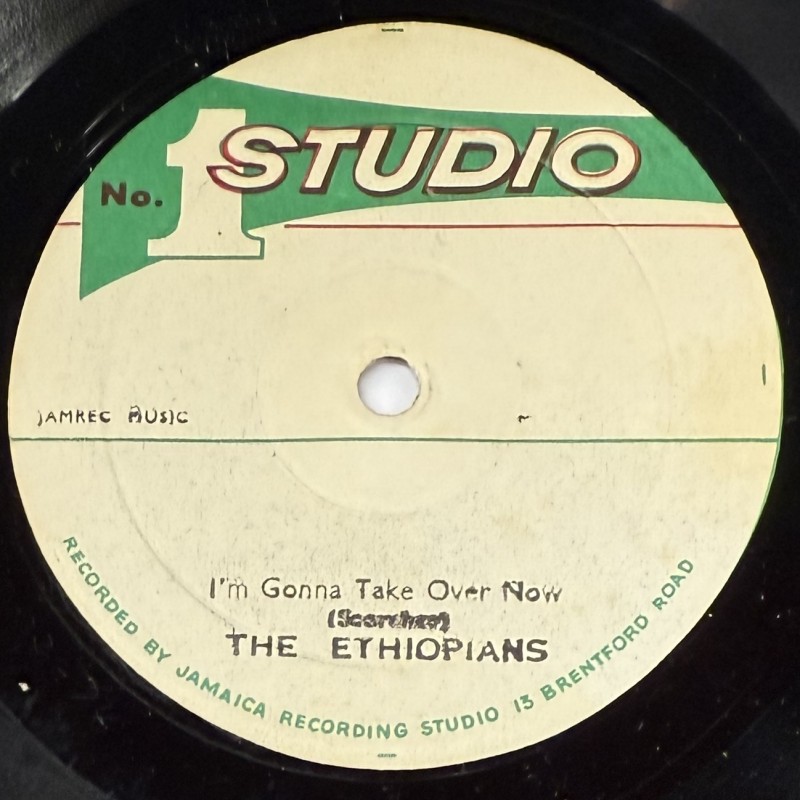 No. 1 STUDIO
JAMREC MUSIC
I'm Gonna Take Over Now
(Scorcher)
THE ETHIOPIANS
RECORDED BY JAMAICA RECORDING STUDIO 13 BRENTFORD ROAD